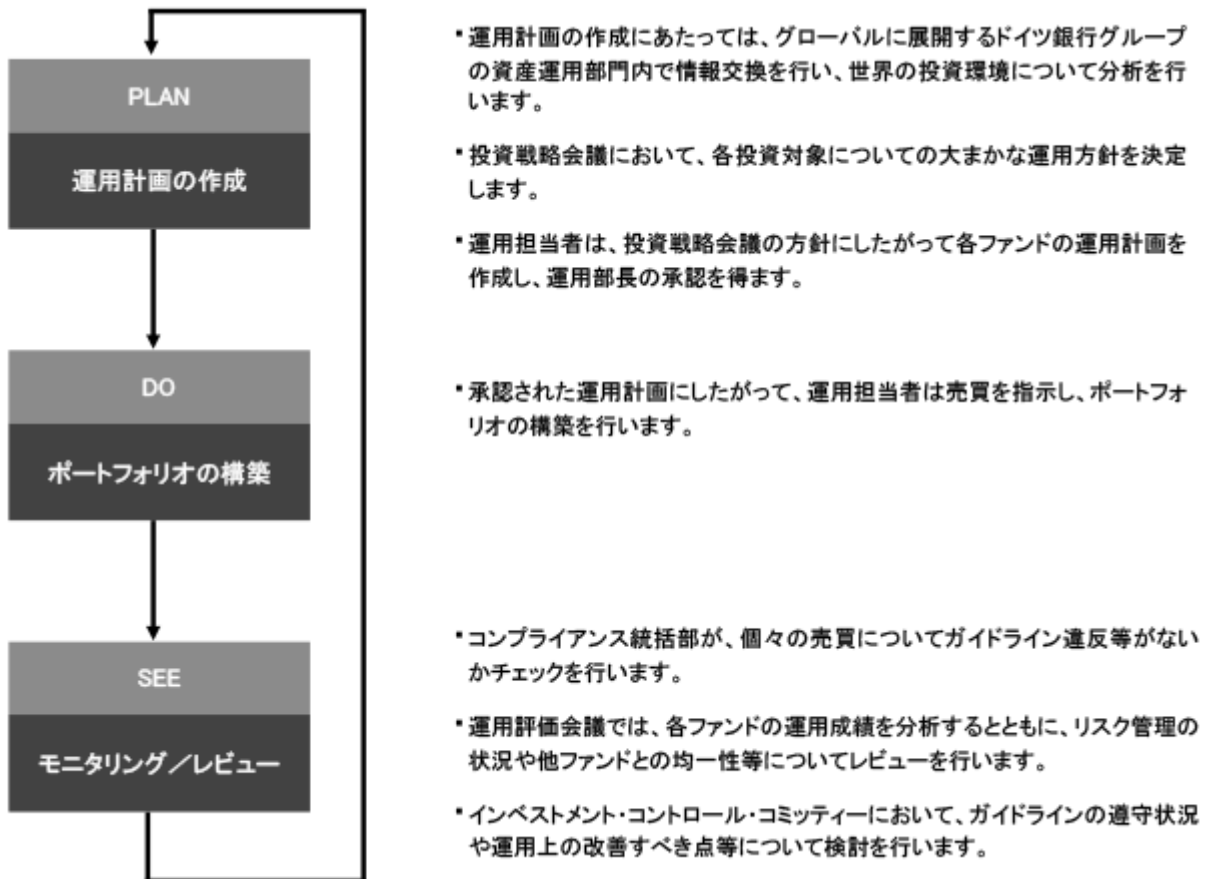 PLAN
運用計画の作成
▪運用計画の作成にあたっては、グローバルに展開するドイツ銀行グループ
の資産運用部門内で情報交換を行い、世界の投資環境について分析を行
います。
▪投資戦略会議において、各投資対象についての大まかな運用方針を決定
します。
▪運用担当者は、投資戦略会議の方針にしたがって各ファンドの運用計画を
作成し、運用部長の承認を得ます。
DO
ポートフォリオの構築
▪承認された運用計画にしたがって、運用担当者は売買を指示し、ポートフォ
リオの構築を行います。
SEE
モニタリング／レビュー
▪コンプライアンス統括部が、個々の売買についてガイドライン違反等がない
かチェックを行います。
▪運用評価会議では、各ファンドの運用成績を分析するとともに、リスク管理の
状況や他ファンドとの均一性等についてレビューを行います。
▪インベストメント・コントロール・コミッティーにおいて、ガイドラインの遵守状況
や運用上の改善すべき点等について検討を行います。